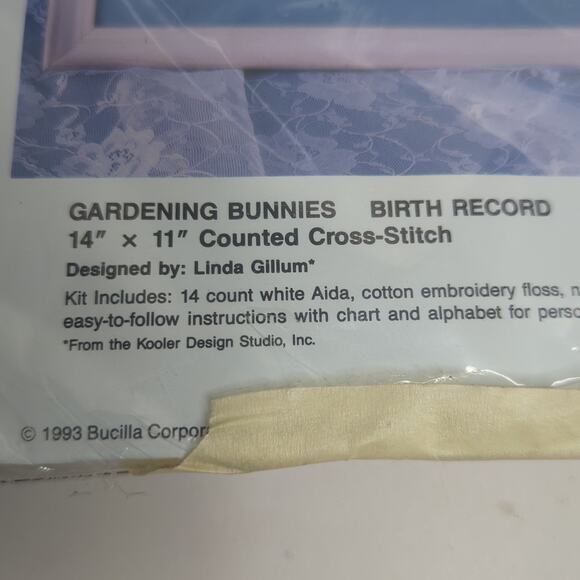 GARDENING BUNNIES BIRTH RECORD
14" × 11" Counted Cross-Stitch
Designed by: Linda Gillum*
Kit Includes: 14 count white Aida, cotton embroidery floss,
easy-to-follow instructions with chart and alphabet for
*From the Kooler Design Studio, Inc.
© 1993 Bucilla